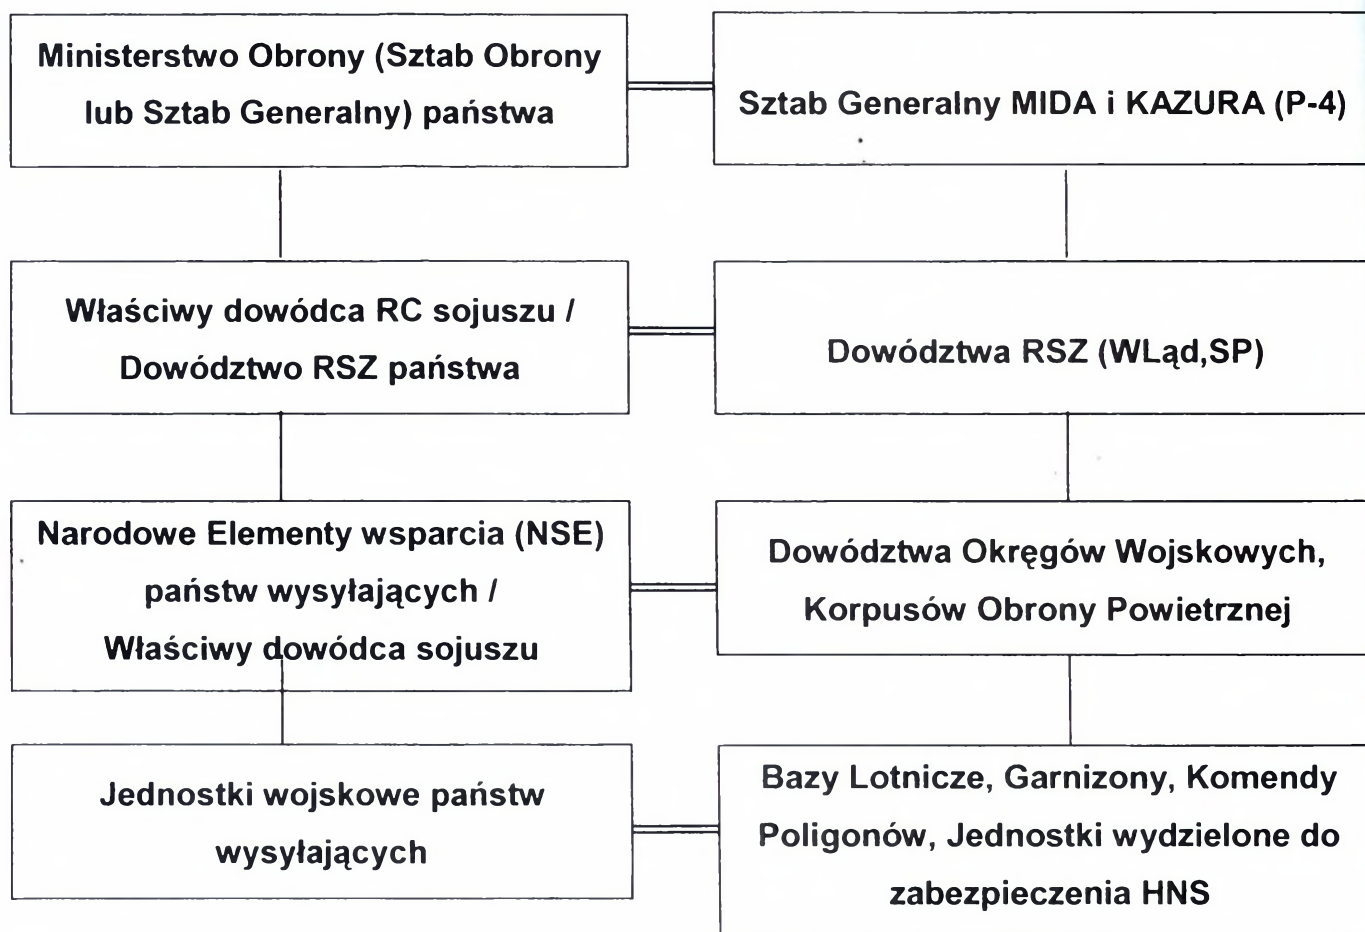 Ministerstwo Obrony (Sztab Obrony
lub Sztab Generalny) państwa
Sztab Generalny MIDA i KAZURA (P-4)
Właściwy dowódca RC sojuszu /
Dowództwo RSZ państwa
Dowództwa RSZ (WLąd,SP)
Narodowe Elementy wsparcia (NSE)
państw wysyłających /
Właściwy dowódca sojuszu
Dowództwa Okręgów Wojskowych,
Korpusów Obrony Powietrznej
Jednostki wojskowe państw
wysyłających
Bazy Lotnicze, Garnizony, Komendy
Poligonów, Jednostki wydzielone do
zabezpieczenia HNS